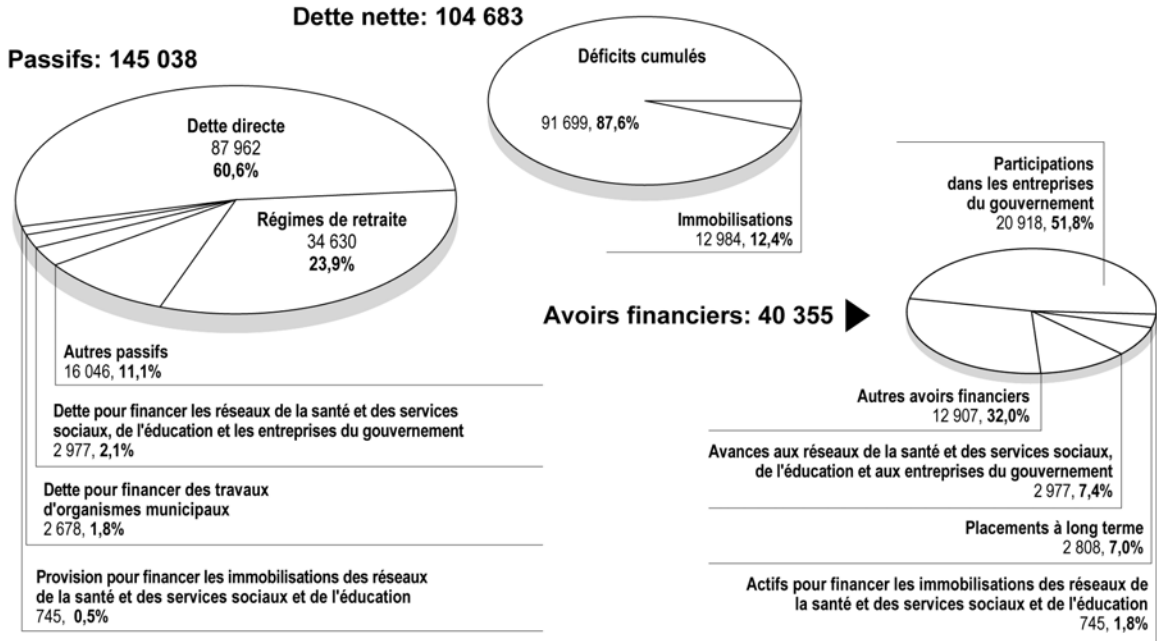 Dette nette: 104 683
Passifs: 145 038
Déficits cumulés
91 699, 87,6%
Immobilisations
12 984, 12,4%
Dette directe
87 962
60,6%
Régimes de retraite
34 630
23,9%
Autres passifs
16 046, 11,1%
Dette pour financer les réseaux de la santé et des services
sociaux, de l'éducation et les entreprises du gouvernement
2 977, 2,1%
Dette pour financer des travaux
d'organismes municipaux
2 678, 1,8%
Provision pour financer les immobilisations des réseaux
de la santé et des services sociaux et de l'éducation
745, 0,5%
Avoirs financiers: 40 355
Participations
dans les entreprises
du gouvernement
20 918, 51,8%
Autres avoirs financiers
12 907, 32,0%
Avances aux réseaux de la santé et des services sociaux,
de l'éducation et aux entreprises du gouvernement
2 977, 7,4%
Placements à long terme
2 808, 7,0%
Actifs pour financer les immobilisations des réseaux de
la santé et des services sociaux et de l'éducation
745, 1,8%